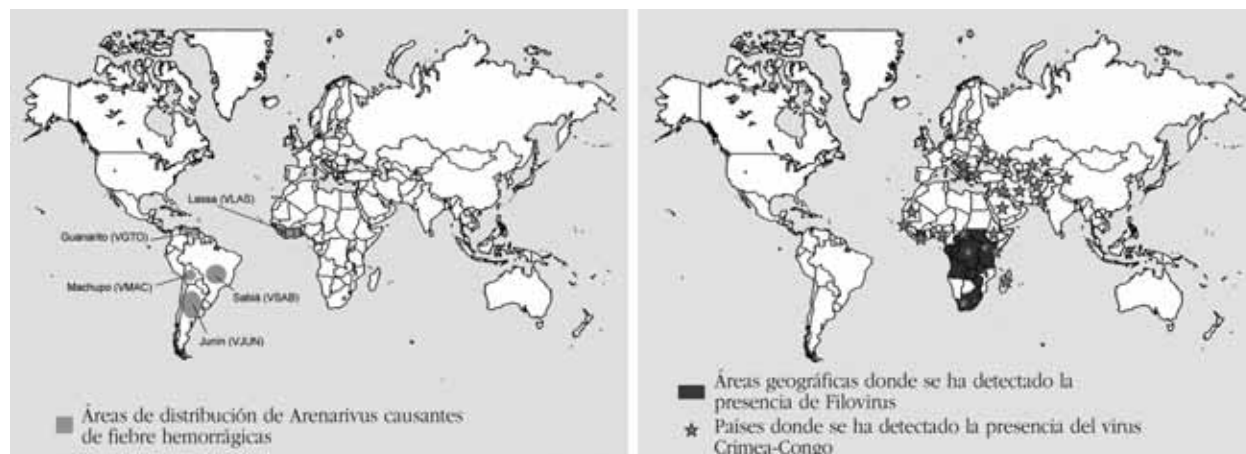 Lassa (VLAS)
Guanarito (VGTO)
Machupo (VMAC)
Sabiá (VSAB)
Junín (VJUN)
Áreas de distribución de Arenarivus causantes
de fiebre hemorrágicas
Áreas geográficas donde se ha detectado la
presencia de Filovirus
Países donde se ha detectado la presencia del virus
Crimea-Congo